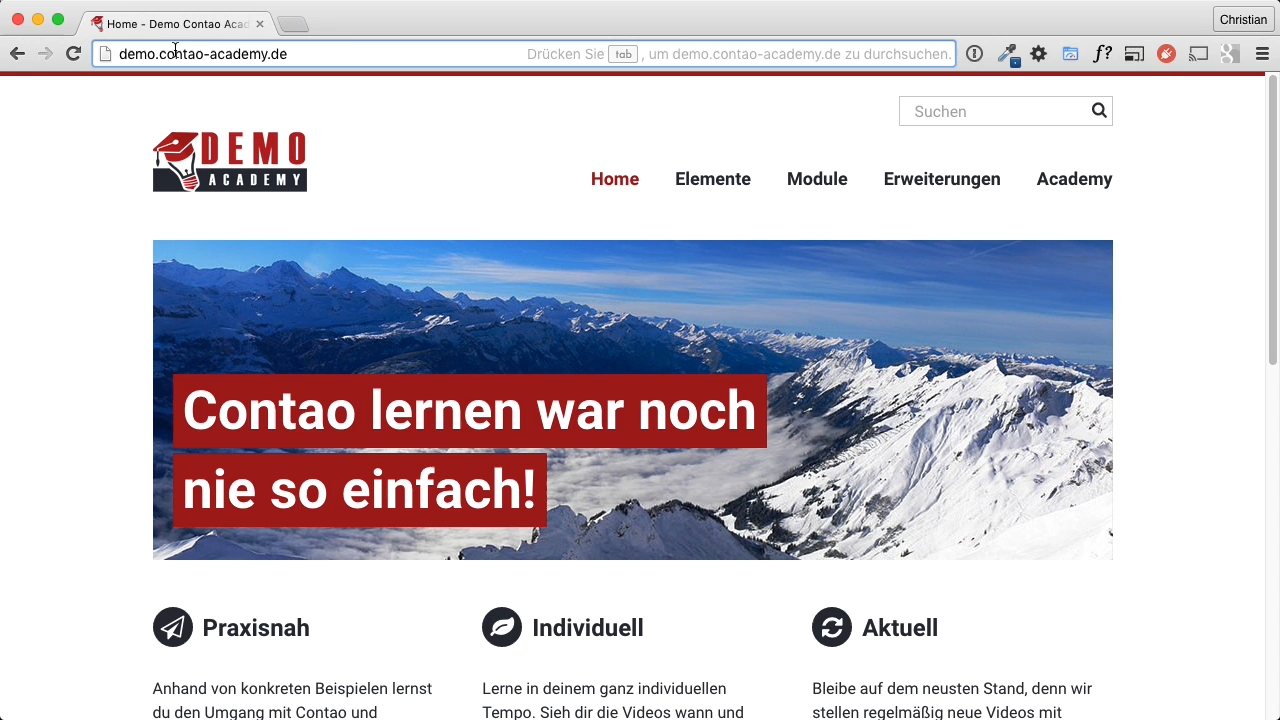 Home - Demo Contao Acad
Christian
demo.contao-academy.de
Drücken Sie tab , um demo.contao-academy.de zu durchsuchen.
f?
Suchen
DEMO
ACADEMY
Home Elemente Module Erweiterungen Academy
Contao lernen war noch
nie so einfach!
Praxisnah
Anhand von konkreten Beispielen lernst
du den Umgang mit Contao und
Individuell
Lerne in deinem ganz individuellen
Tempo. Sieh dir die Videos wann und
Aktuell
Bleibe auf dem neusten Stand, denn wir
stellen regelmäßig neue Videos mit